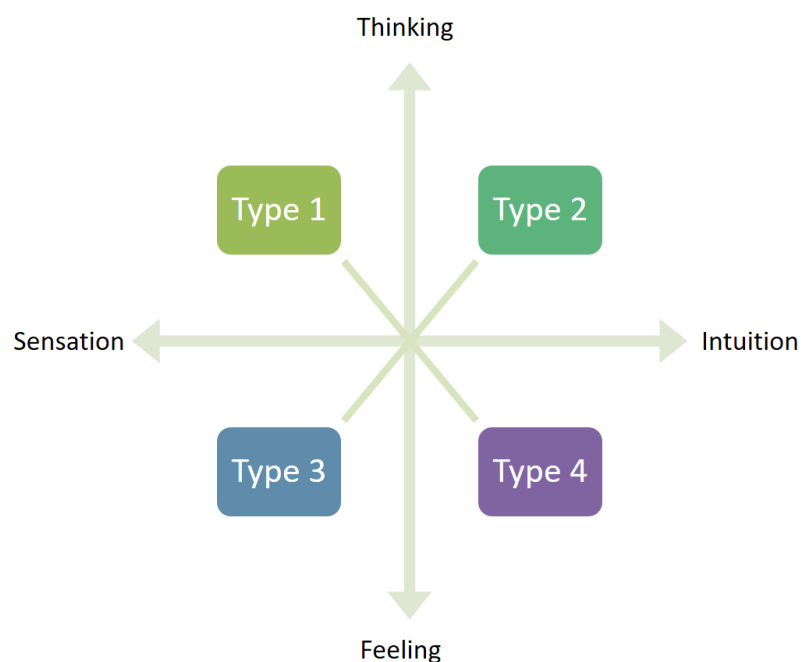 Thinking
Type 1
Type 2
Sensation
Intuition
Type 3
Type 4
Feeling